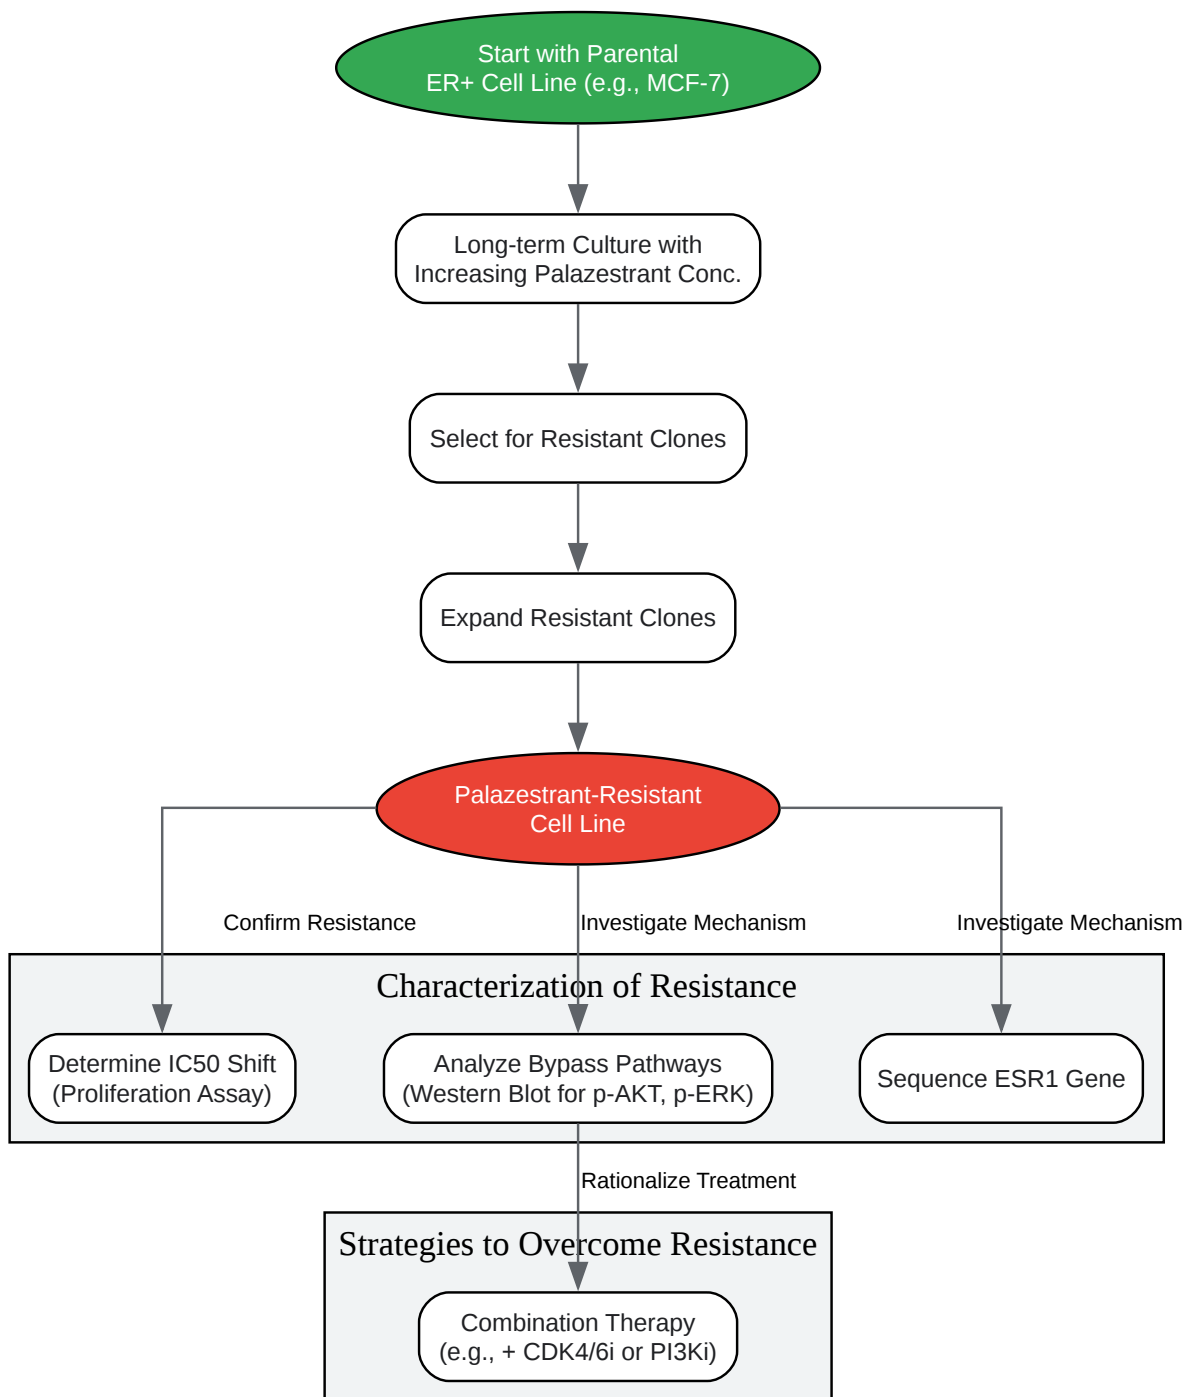 Start with Parental
ER+ Cell Line (e.g., MCF-7)
Long-term Culture with
Increasing Palazestrant Conc.
Select for Resistant Clones
Expand Resistant Clones
Palazestrant-Resistant
Cell Line
Confirm Resistance
Investigate Mechanism
Investigate Mechanism
Characterization of Resistance
Determine IC50 Shift
(Proliferation Assay)
Analyze Bypass Pathways
(Western Blot for p-AKT, p-ERK)
Sequence ESR1 Gene
Rationalize Treatment
Strategies to Overcome Resistance
Combination Therapy
(e.g., + CDK4/6i or PI3Ki)